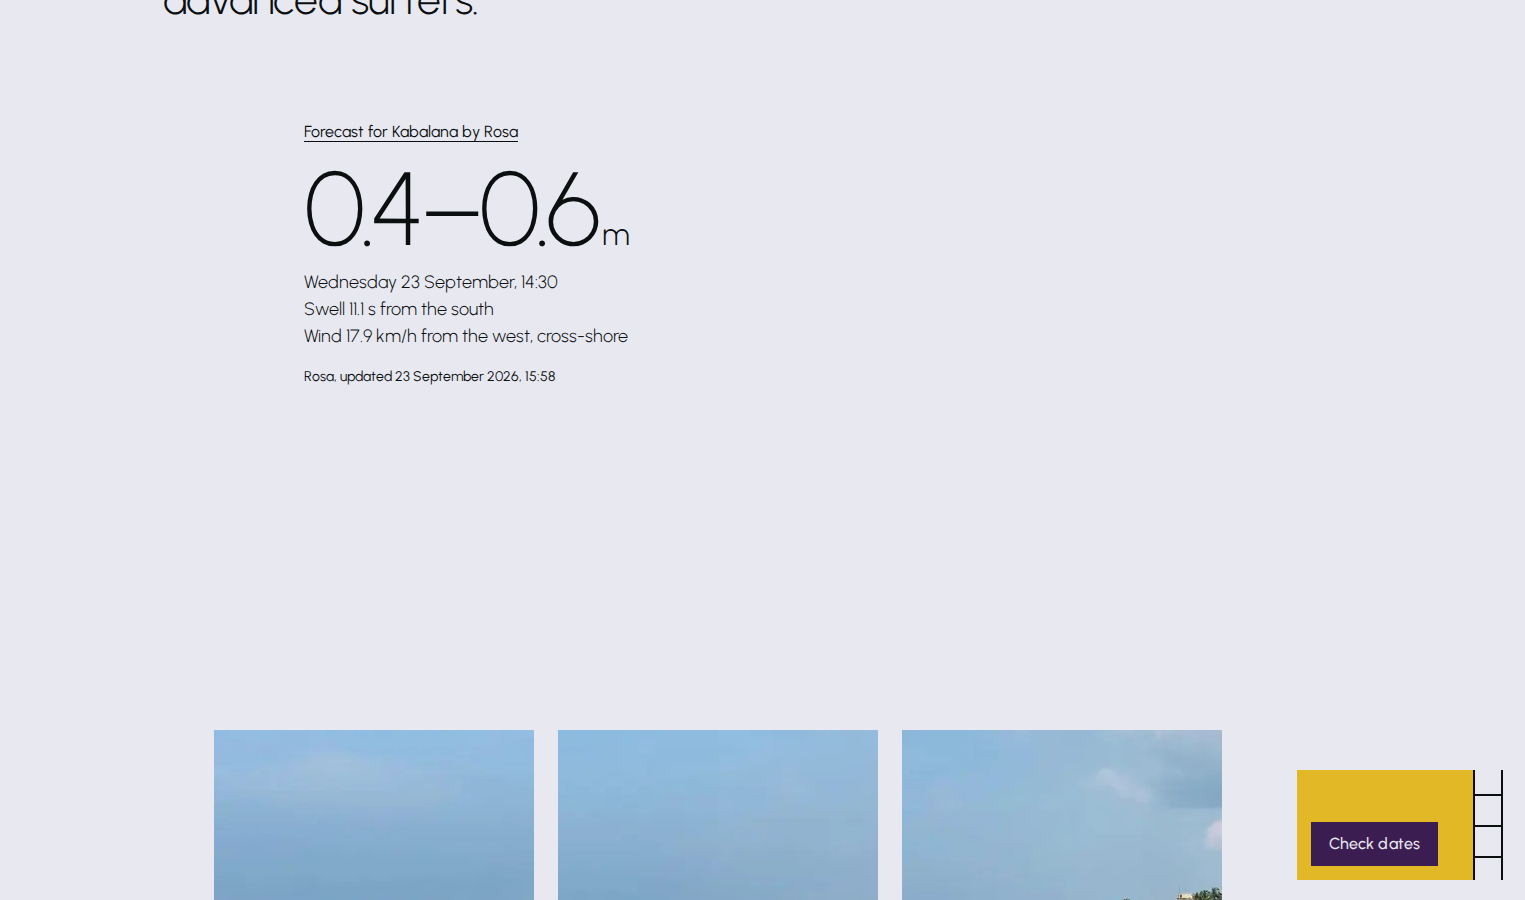 advanced surfers.
Forecast for Kabalana by Rosa
0.4–0.6m
Wednesday 23 September, 14:30
Swell 11.1 s from the south
Wind 17.9 km/h from the west, cross-shore
Rosa, updated 23 September 2026, 15:58
Check dates